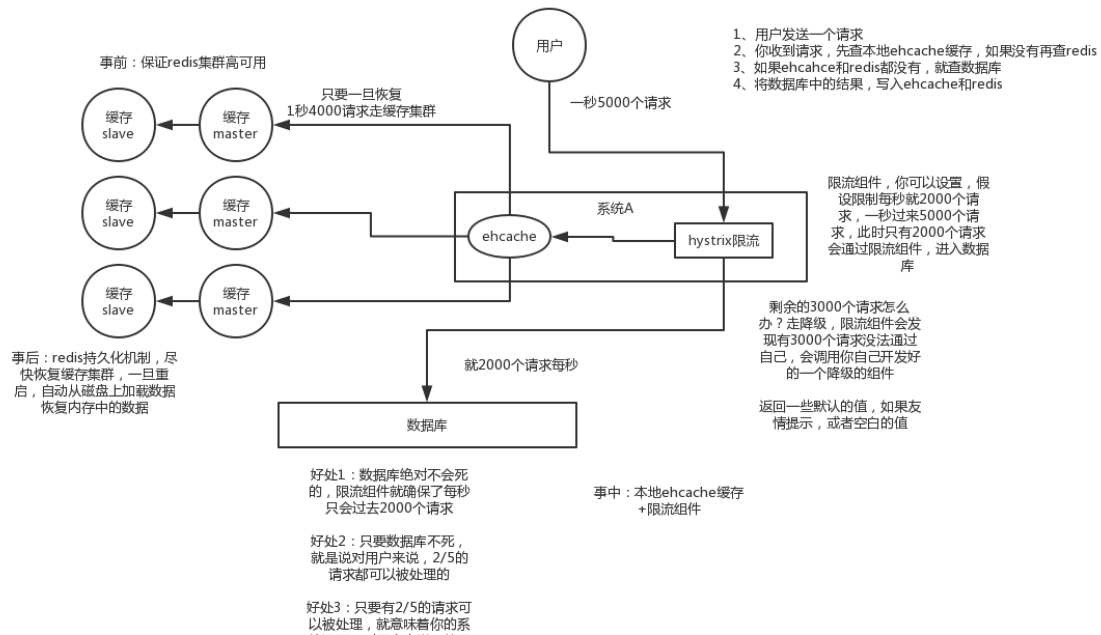 用户
1、用户发送一个请求
2、你收到请求，先查本地ehcache缓存，如果没有再查redis
3、如果ehcahce和redis都没有，就查数据库
4、将数据库中的结果，写入ehcache和redis
事前：保证redis集群高可用
只要一旦恢复
1秒4000请求走缓存集群
一秒5000个请求
缓存
slave
缓存
master
缓存
slave
缓存
master
缓存
slave
缓存
master
系统A
ehcache
hystrix限流
限流组件，你可以设置，假
设限制每秒就2000个请
求，一秒过来5000个请
求，此时只有2000个请求
会通过限流组件，进入数据
库
剩余的3000个请求怎么
办？走降级，限流组件会发
现有3000个请求没法通过
自己，会调用你自己开发好
的一个降级的组件
返回一些默认的值，如果友
情提示，或者空白的值
事后：redis持久化机制，尽
快恢复缓存集群，一旦重
启，自动从磁盘上加载数据
恢复内存中的数据
就2000个请求每秒
数据库
好处1：数据库绝对不会死
的，限流组件就确保了每秒
只会过去2000个请求
好处2：只要数据库不死，
就是说对用户来说，2/5的
请求都可以被处理的
好处3：只要有2/5的请求可
以被处理，就意味着你的系
事中：本地ehcache缓存
+限流组件